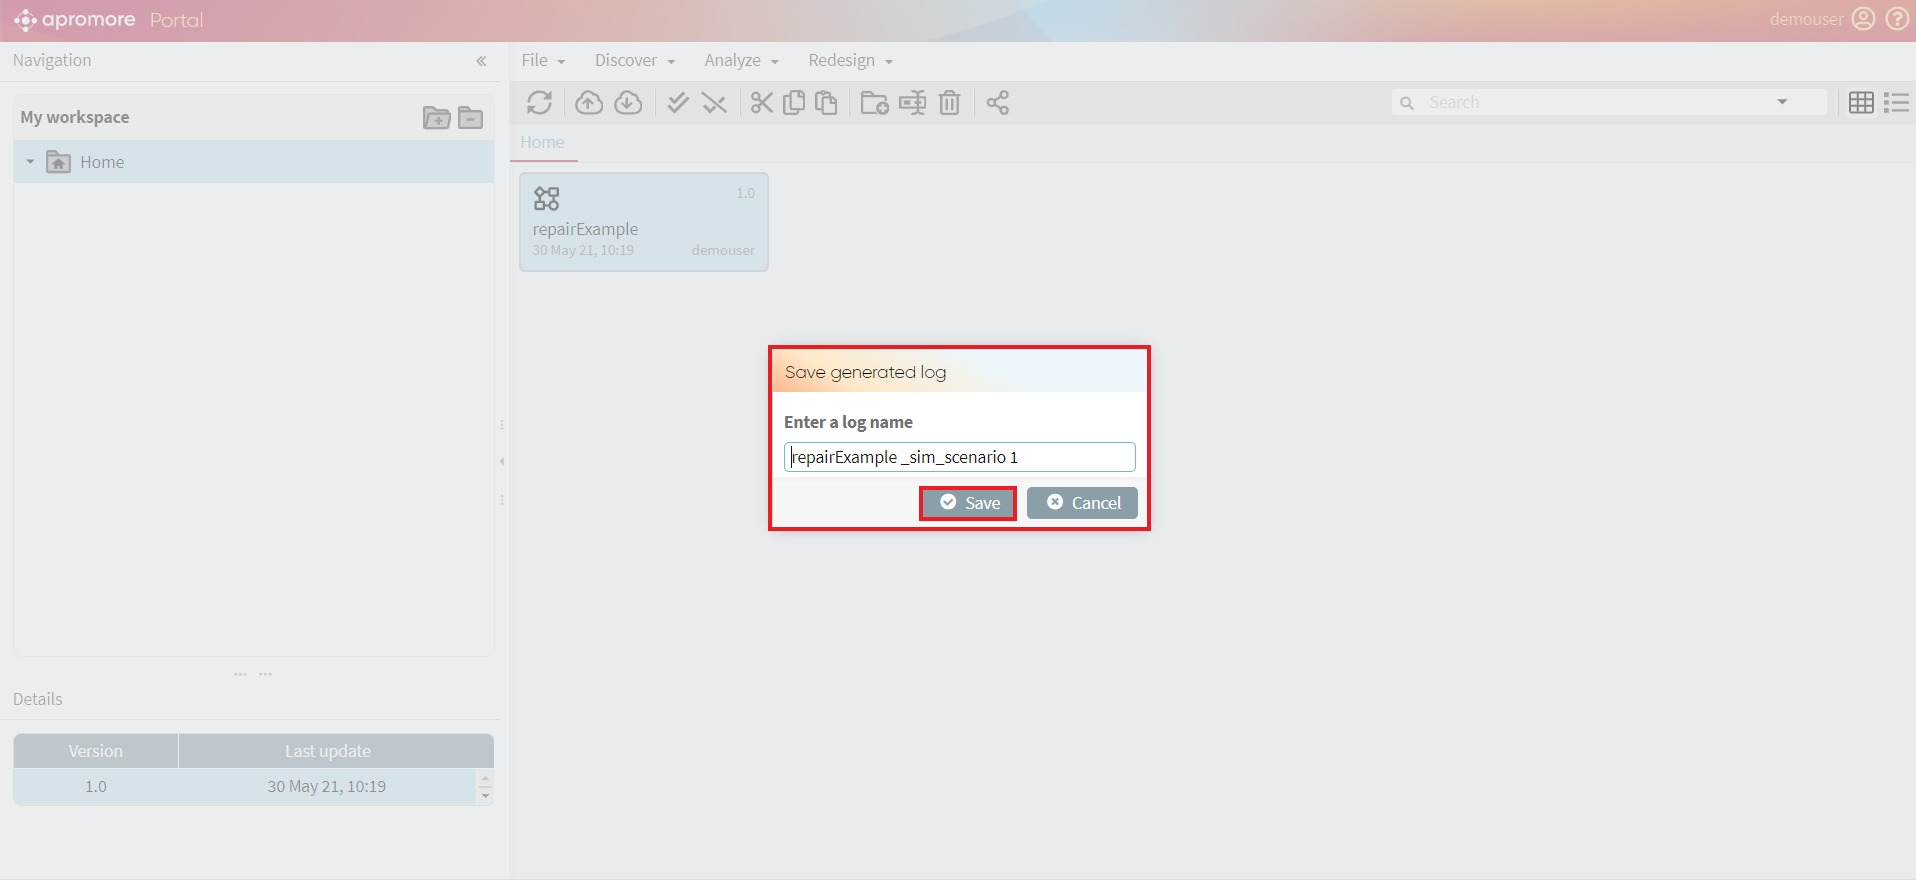 apromore Portal
demouser
Navigation
File Discover Analyze Redesign
My workspace
Search
Home
Home
1.0
repairExample
30 May 21, 10:19 demouser
Save generated log
Enter a log name
repairExample _sim_scenario 1
Save Cancel
Details
Version Last update
1.0 30 May 21, 10:19